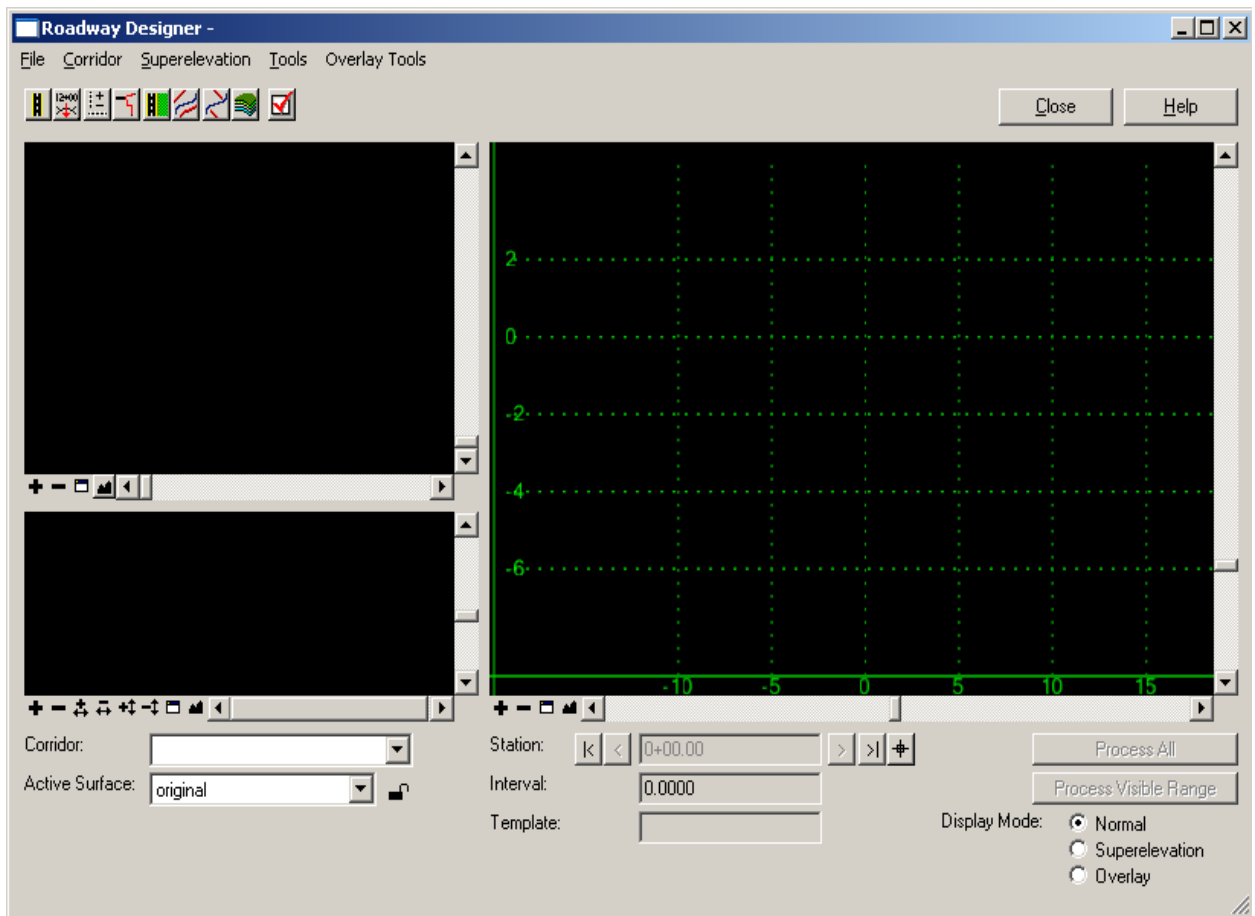 Roadway Designer -
File Corridor Superelevation Tools Overlay Tools
12+00
Close Help
2
0
-2
-4
-6
-10 -5 0 5 10 15
Corridor:
Active Surface: original
Station: 0+00.00
Interval: 0.0000
Template:
Process All
Process Visible Range
Display Mode: Normal
Superelevation
Overlay